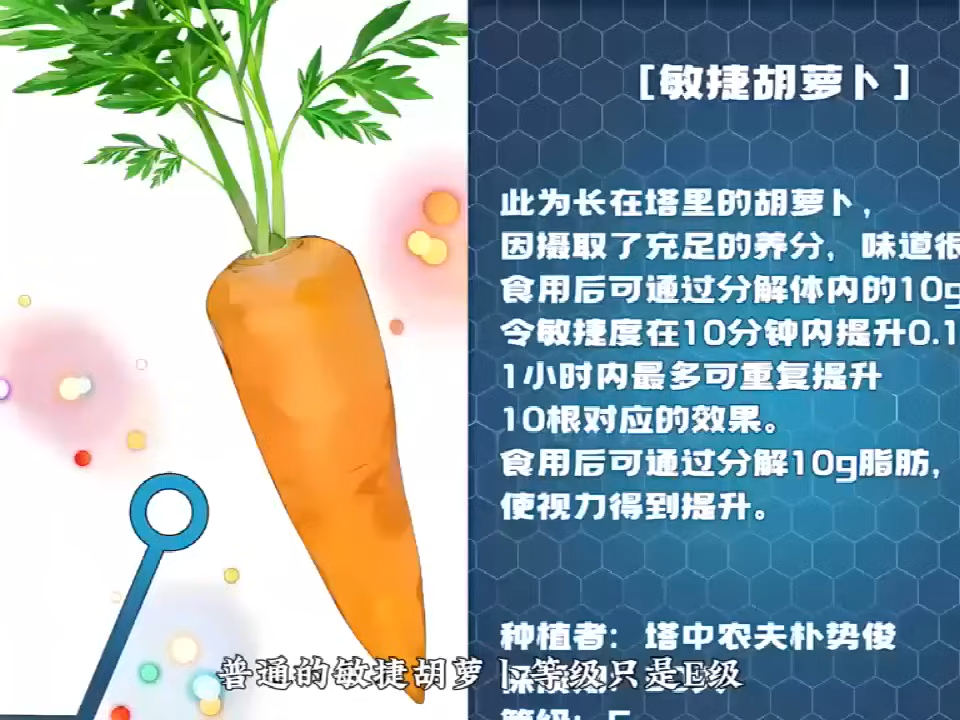 [敏捷胡萝卜]
此为长在塔里的胡萝卜，
因摄取了充足的养分，味道很
食用后可通过分解体内的10g
令敏捷度在10分钟内提升0.1
1小时内最多可重复提升
10根对应的效果。
食用后可通过分解10g脂肪，
使视力得到提升。
种植者：塔中农夫朴势俊
普通的敏捷胡萝卜等级只是E级
等级：E